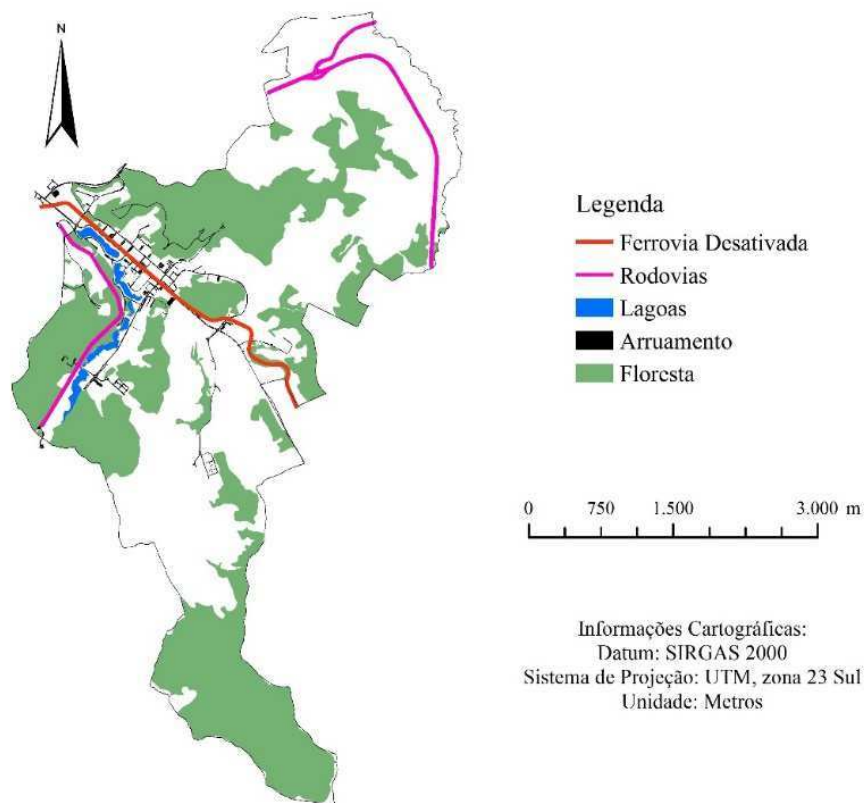 N
Legenda
Ferrovia Desativada
Rodovias
Lagoas
Arruamento
Floresta
0 750 1.500 3.000 m
Informações Cartográficas:
Datum: SIRGAS 2000
Sistema de Projeção: UTM, zona 23 Sul
Unidade: Metros